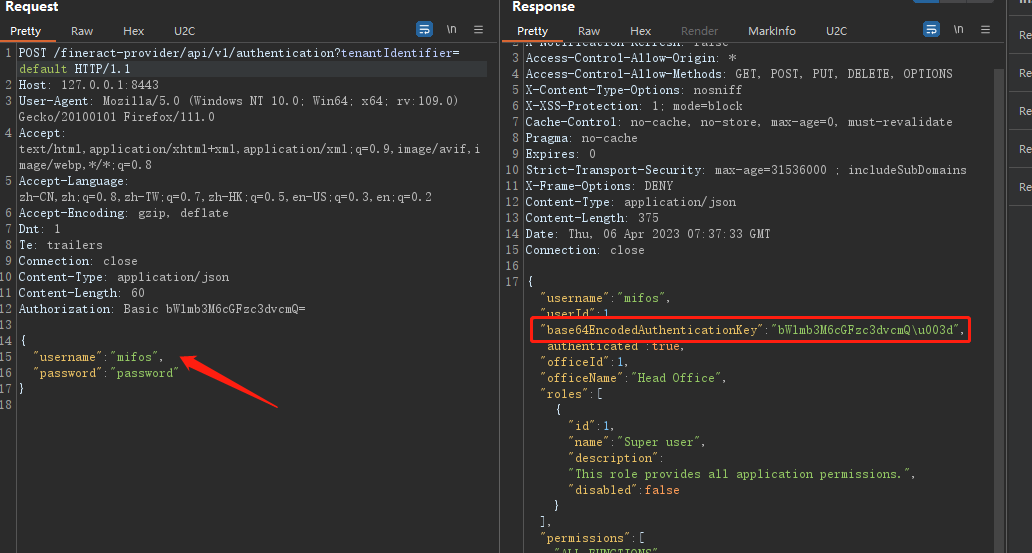 Request
Pretty Raw Hex U2C \n
1 POST /fineract-provider/api/v1/authentication?tenantIdentifier=
default HTTP/1.1
2 Host: 127.0.0.1:8443
3 User-Agent: Mozilla/5.0 (Windows NT 10.0; Win64; x64; rv:109.0)
Gecko/20100101 Firefox/111.0
4 Accept:
text/html,application/xhtml+xml,application/xml;q=0.9,image/avif,i
mage/webp,*/*;q=0.8
5 Accept-Language:
zh-CN,zh;q=0.8,zh-TW;q=0.7,zh-HK;q=0.5,en-US;q=0.3,en;q=0.2
6 Accept-Encoding: gzip, deflate
7 Dnt: 1
8 Te: trailers
9 Connection: close
10 Content-Type: application/json
11 Content-Length: 60
12 Authorization: Basic bWlmb3M6cGFzc3dvcmQ=
13
14 {
15 "username":"mifos",
16 "password":"password"
17 }
18
Response
Pretty Raw Hex Render MarkInfo U2C \n
2 X-Notification-Refresh: false
3 Access-Control-Allow-Origin: *
4 Access-Control-Allow-Methods: GET, POST, PUT, DELETE, OPTIONS
5 X-Content-Type-Options: nosniff
6 X-XSS-Protection: 1; mode=block
7 Cache-Control: no-cache, no-store, max-age=0, must-revalidate
8 Pragma: no-cache
9 Expires: 0
10 Strict-Transport-Security: max-age=31536000 ; includeSubDomains
11 X-Frame-Options: DENY
12 Content-Type: application/json
13 Content-Length: 375
14 Date: Thu, 06 Apr 2023 07:37:33 GMT
15 Connection: close
16
17 {
"username":"mifos",
"userId":1,
"base64EncodedAuthenticationKey":"bWlmb3M6cGFzc3dvcmQ\u003d",
"authenticated":true,
"officeId":1,
"officeName":"Head Office",
"roles":[
{
"id":1,
"name":"Super user",
"description":
"This role provides all application permissions.",
"disabled":false
}
],
"permissions":[
"ALL_FUNCTIONS"
Re
Re
Re
Re
Re